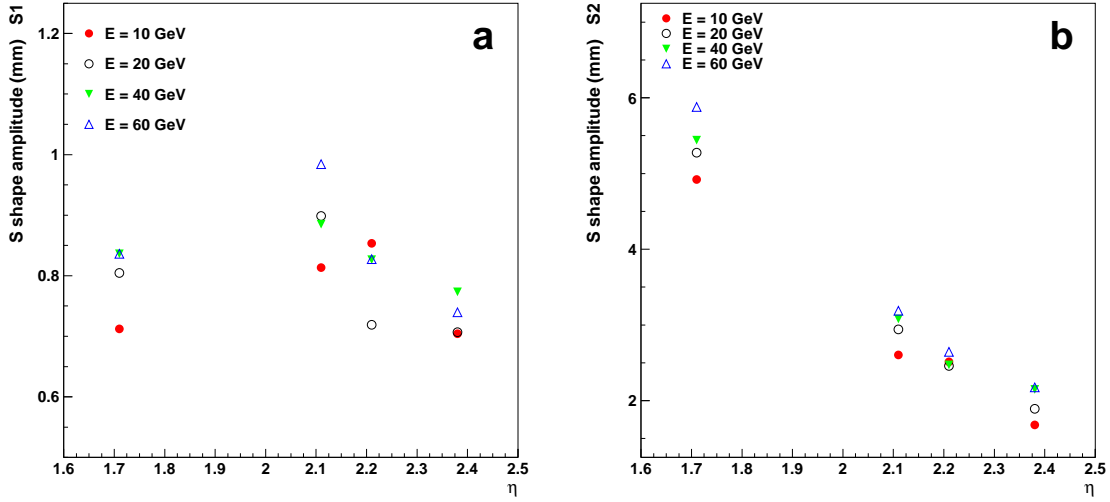 S shape amplitude (mm) S1
a
E = 10 GeV
E = 20 GeV
E = 40 GeV
E = 60 GeV
1.2
1
0.8
0.6
1.6 1.7 1.8 1.9 2 2.1 2.2 2.3 2.4 2.5
η
S shape amplitude (mm) S2
b
E = 10 GeV
E = 20 GeV
E = 40 GeV
E = 60 GeV
6
4
2
1.6 1.7 1.8 1.9 2 2.1 2.2 2.3 2.4 2.5
η